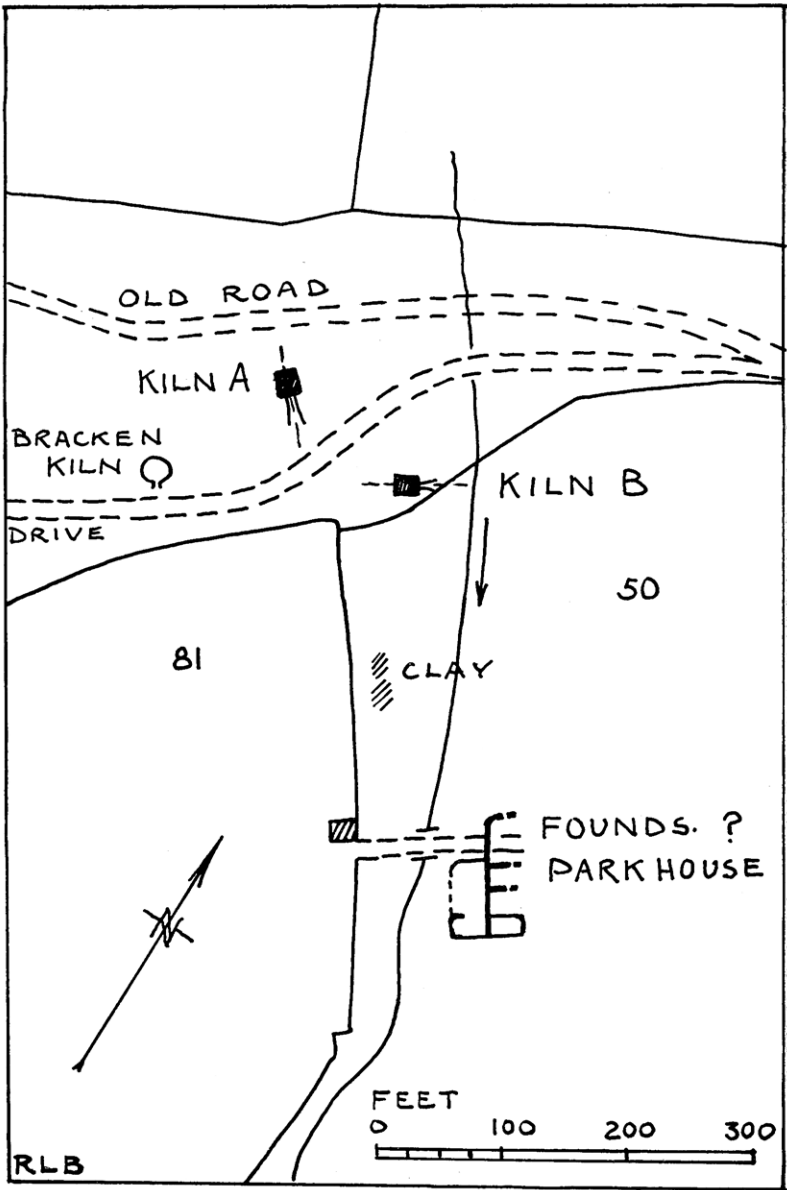 OLD ROAD
KILN A
BRACKEN
KILN
DRIVE
KILN B
50
81
CLAY
FOUNDS. ?
PARK HOUSE
FEET
0 100 200 300
RLB